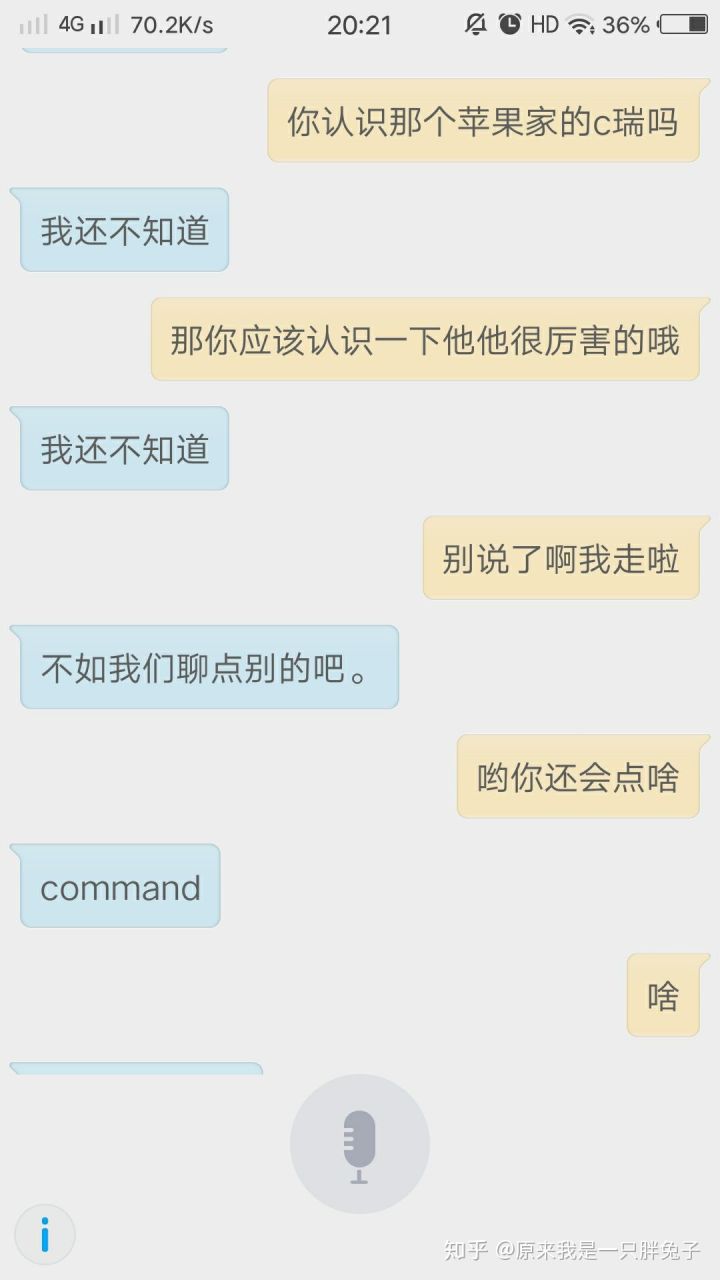 4G 70.2K/s 20:21 HD 36%
你认识那个苹果家的c瑞吗
我还不知道
那你应该认识一下他他很厉害的哦
我还不知道
别说了啊我走啦
不如我们聊点别的吧。
哟你还会点啥
command
啥
知乎 @原来我是一只胖兔子